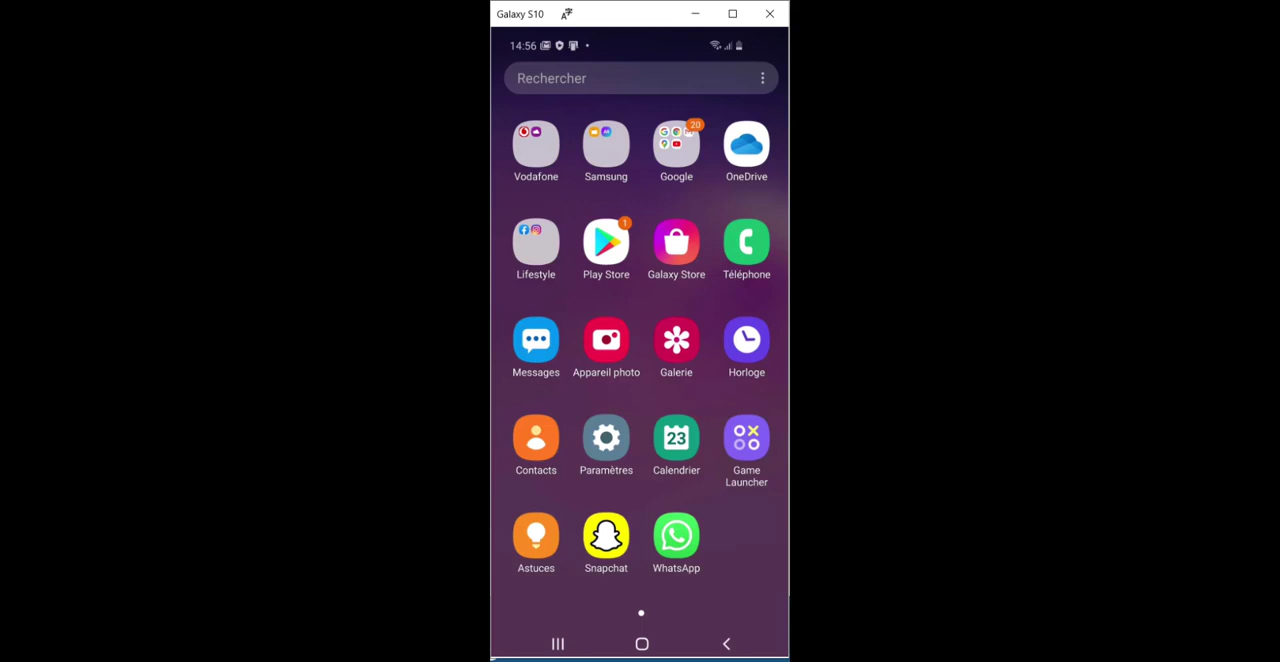 Galaxy S10
14:56
Rechercher
20
Vodafone
Samsung
Google
OneDrive
1
Lifestyle
Play Store
Galaxy Store
Téléphone
Messages
Appareil photo
Galerie
Horloge
23
Contacts
Paramètres
Calendrier
Game
Launcher
Astuces
Snapchat
WhatsApp